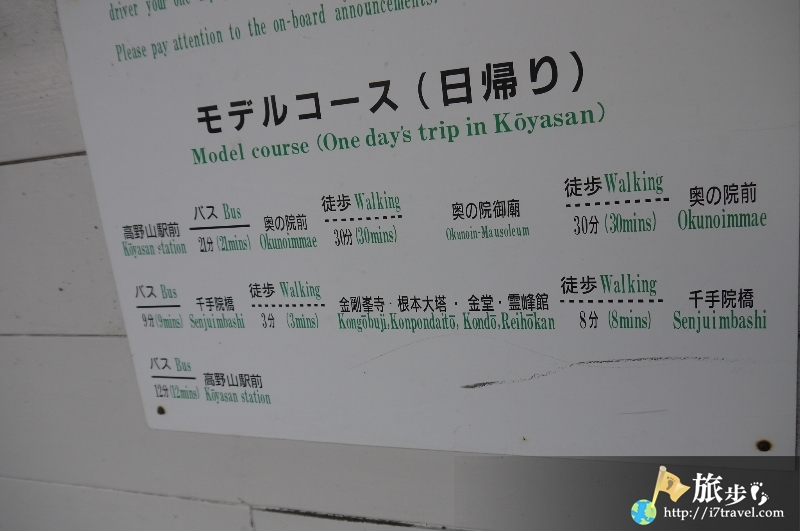 driver your one
Please pay attention to the on-board announcements.
モデルコース(日帰り)
Model course (One day's trip in Kōyasan)
高野山駅前 バス Bus 奥の院前 徒歩 Walking 奥の院御廟 徒歩 Walking 奥の院前
Kōyasan station 21分 (21mins) Okunoinmae 30分 (30mins) Okunoin-Mausoleum 30分 (30mins) Okunoinmae
バス Bus 千手院橋 徒歩 Walking 金剛峯寺・根本大塔・金堂・霊峰館 徒歩 Walking 千手院橋
9分 (9mins) Senjuimbashi 3分 (3mins) Kongōbuji,Konpondaitō, Kondō,Reihōkan 8分 (8mins) Senjuimbashi
バス Bus 高野山駅前
12分 (12mins) Kōyasan station
旅步
http://i7travel.com